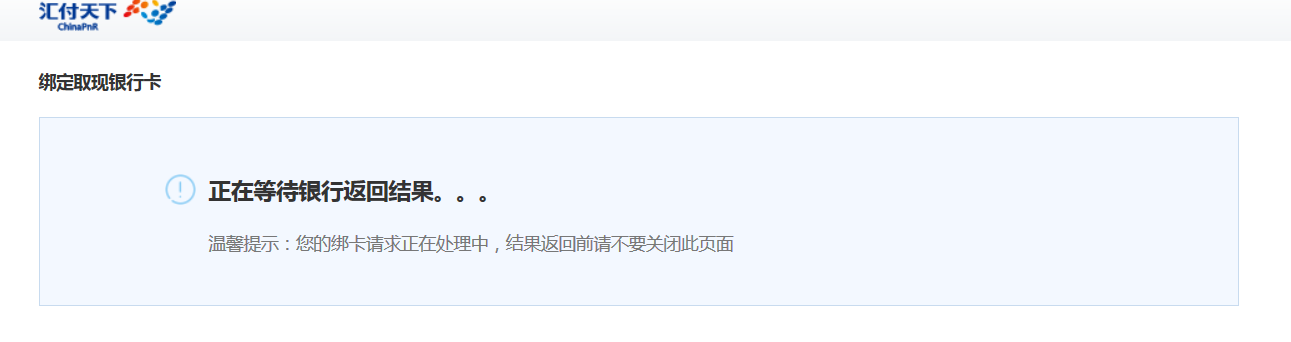 汇付天下
ChinaPnR
绑定取现银行卡
正在等待银行返回结果。。。
温馨提示：您的绑卡请求正在处理中，结果返回前请不要关闭此页面